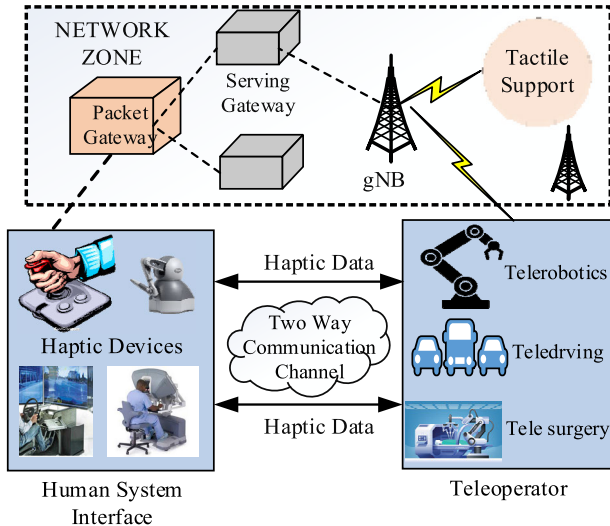 NETWORK
ZONE
Packet
Gateway
Serving
Gateway
gNB
Tactile
Support
Haptic Devices
Haptic Data
Two Way
Communication
Channel
Haptic Data
Telerobotics
Teledrving
Tele surgery
Human System
Interface
Teleoperator